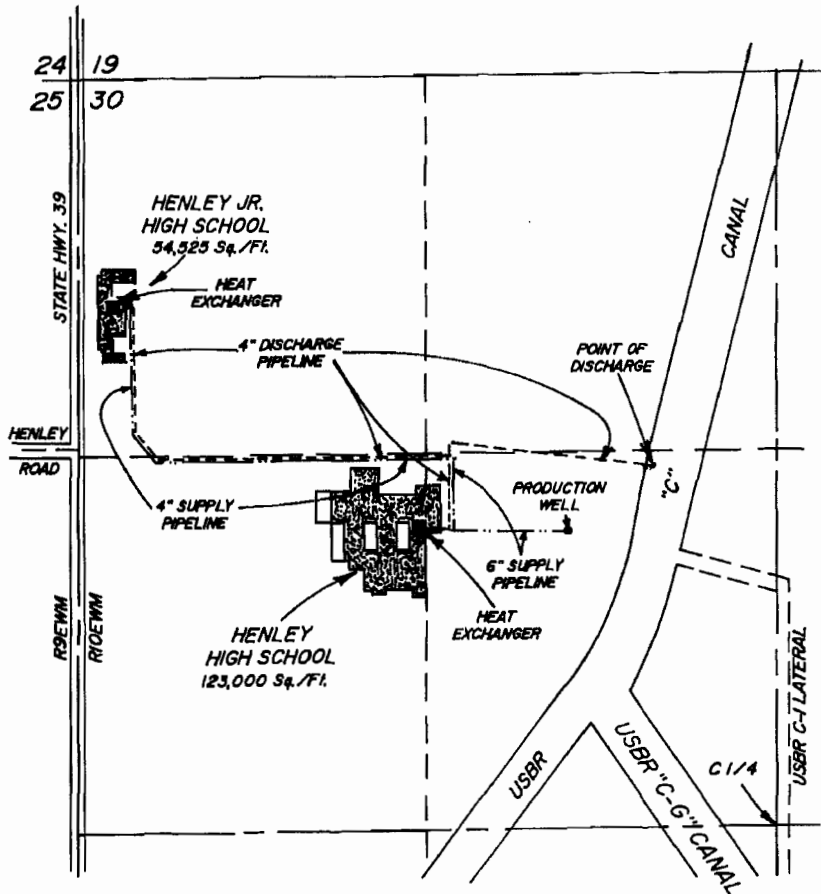 24 19
25 30
STATE HWY. 39
HENLEY JR.
HIGH SCHOOL
54,525 Sq./Ft.
HEAT
EXCHANGER
CANAL
4" DISCHARGE
PIPELINE
POINT OF
DISCHARGE
HENLEY
ROAD
"C"
4" SUPPLY
PIPELINE
PRODUCTION
WELL
6" SUPPLY
PIPELINE
HEAT
EXCHANGER
HENLEY
HIGH SCHOOL
123,000 Sq./Ft.
R9EWM
R10EWM
USBR
USBR "C-G" CANAL
C 1/4
USBR C-1 LATERAL